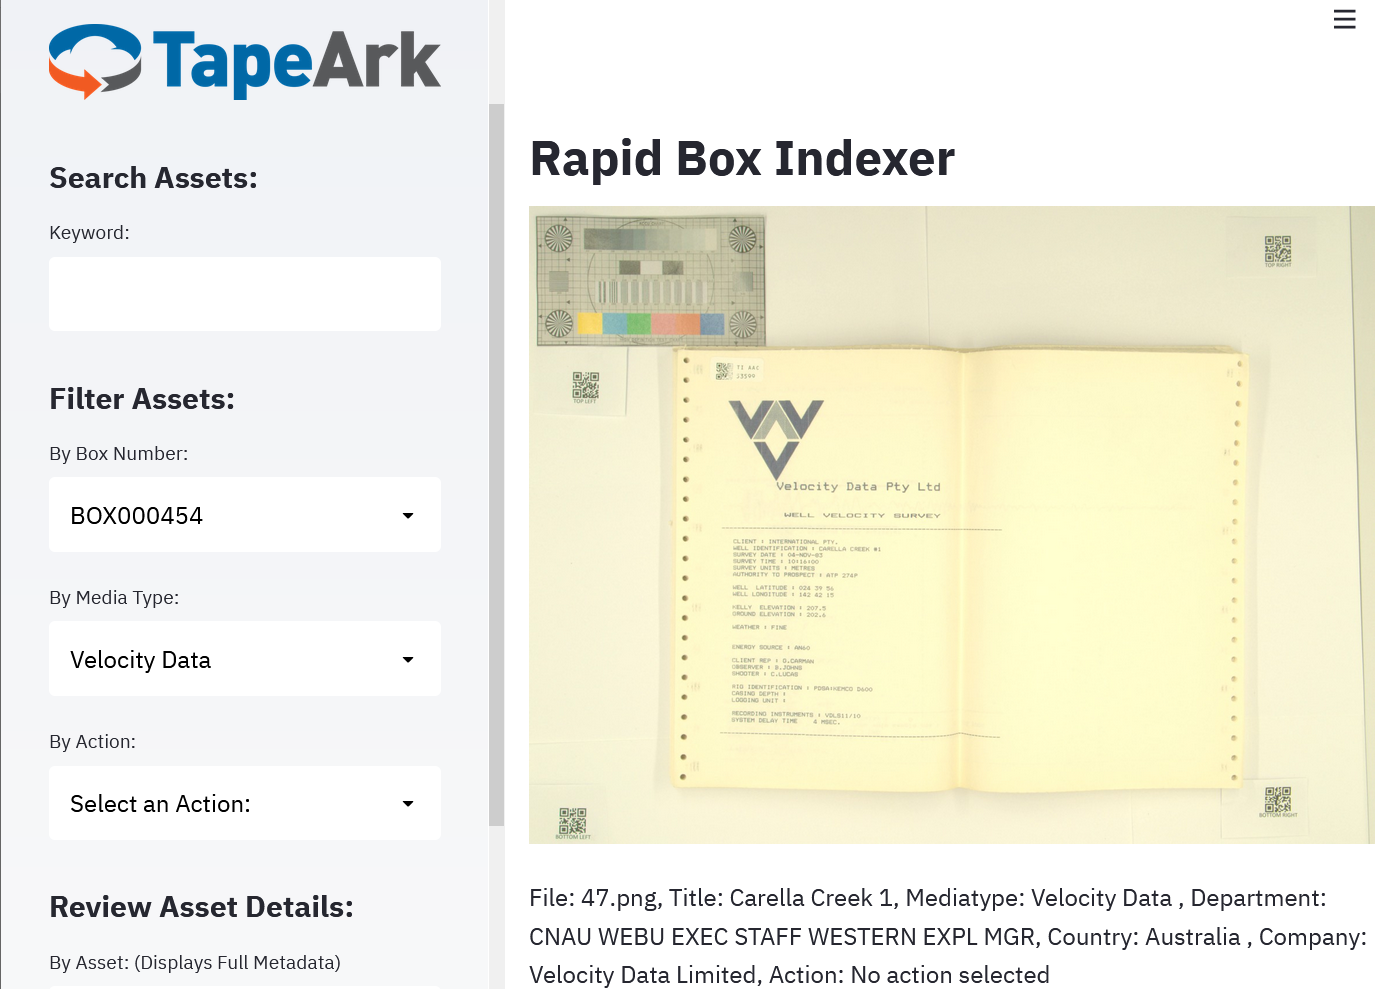 TapeArk
Search Assets:
Keyword:
Filter Assets:
By Box Number:
BOX000454
By Media Type:
Velocity Data
By Action:
Select an Action:
Review Asset Details:
By Asset: (Displays Full Metadata)
Rapid Box Indexer
TOP RIGHT
TOP LEFT
TI AAC
13599
Velocity Data Pty Ltd
WELL VELOCITY SURVEY
CLIENT : INTERNATIONAL PTY.
WELL IDENTIFICATION : CARELLA CREEK #1
SURVEY DATE : 04-NOV-83
SURVEY TIME : 10:16:00
SURVEY UNITS : METRES
AUTHORITY TO PROSPECT : ATP 274P
WELL LATITUDE : 024 39 56
WELL LONGITUDE : 142 42 15
KELLY ELEVATION : 207.5
GROUND ELEVATION : 202.6
WEATHER : FINE
ENERGY SOURCE : AN60
CLIENT REP : D.CARMAN
OBSERVER : B.JOHNS
SHOOTER : C.LUCAS
RIG IDENTIFICATION : PDSA:KEMCO D600
CASING DEPTH :
LOGGING UNIT :
RECORDING INSTRUMENTS : VDLS11/10
SYSTEM DELAY TIME 4 MSEC.
BOTTOM LEFT
BOTTOM RIGHT
File: 47.png, Title: Carella Creek 1, Mediatype: Velocity Data , Department:
CNAU WEBU EXEC STAFF WESTERN EXPL MGR, Country: Australia , Company:
Velocity Data Limited, Action: No action selected